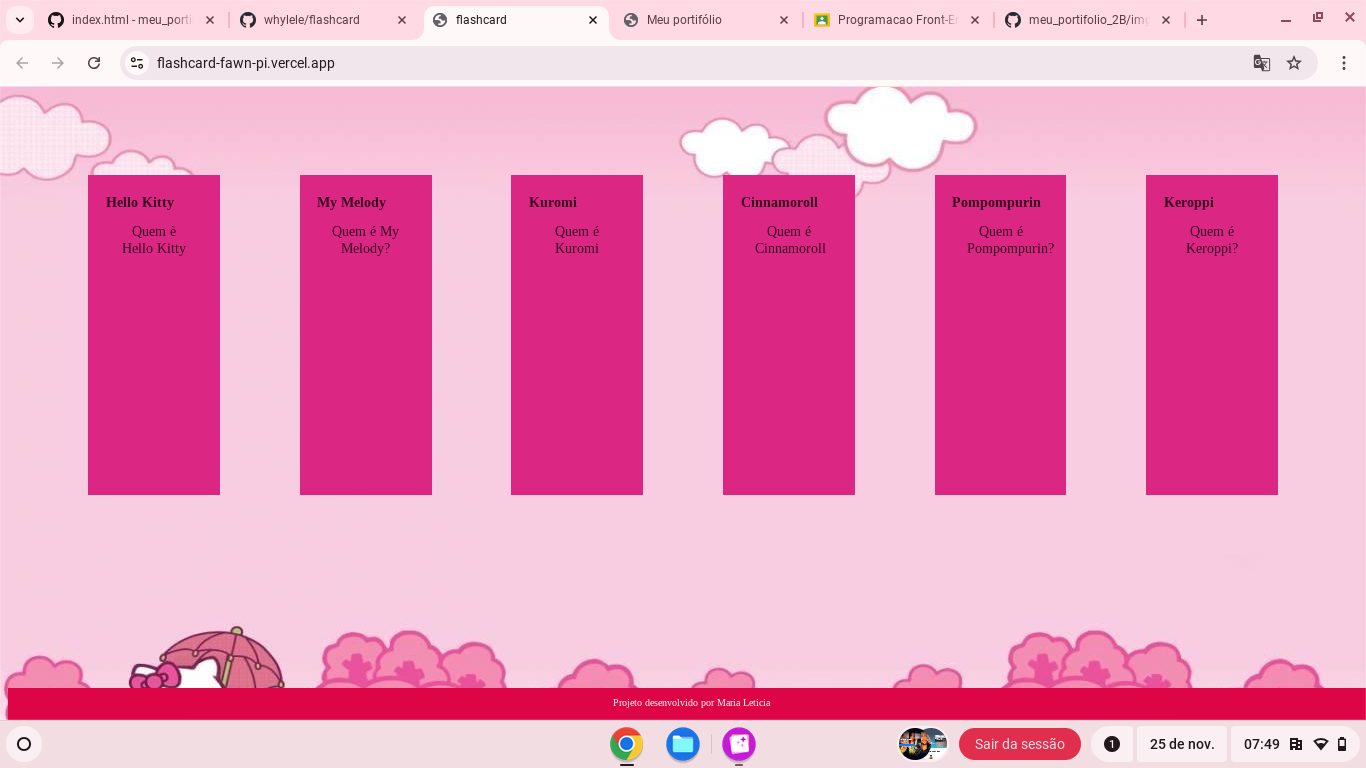 index.html - meu_porti
whylele/flashcard
flashcard
Meu portifólio
Programacao Front-E
meu_portifolio_2B/im
flashcard-fawn-pi.vercel.app
Hello Kitty
Quem è
Hello Kitty
My Melody
Quem é My
Melody?
Kuromi
Quem é
Kuromi
Cinnamoroll
Quem é
Cinnamoroll
Pompompurin
Quem é
Pompompurin?
Keroppi
Quem é
Keroppi?
Projeto desenvolvido por Maria Leticia
Sair da sessão
1
25 de nov.
07:49